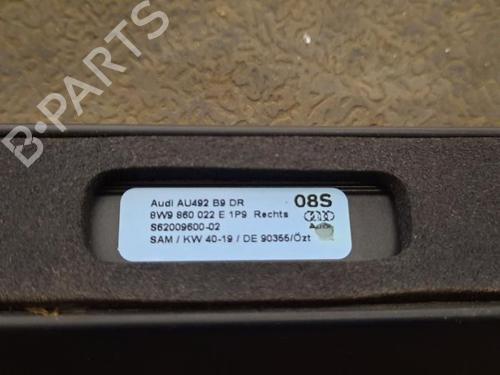 B-PARTS
Audi AU492 B9 DR
08S
8W9 860 022 E 1P9 Rechts
S62009600-02
Audi
SAM / KW 40-19 / DE 90355/Özt